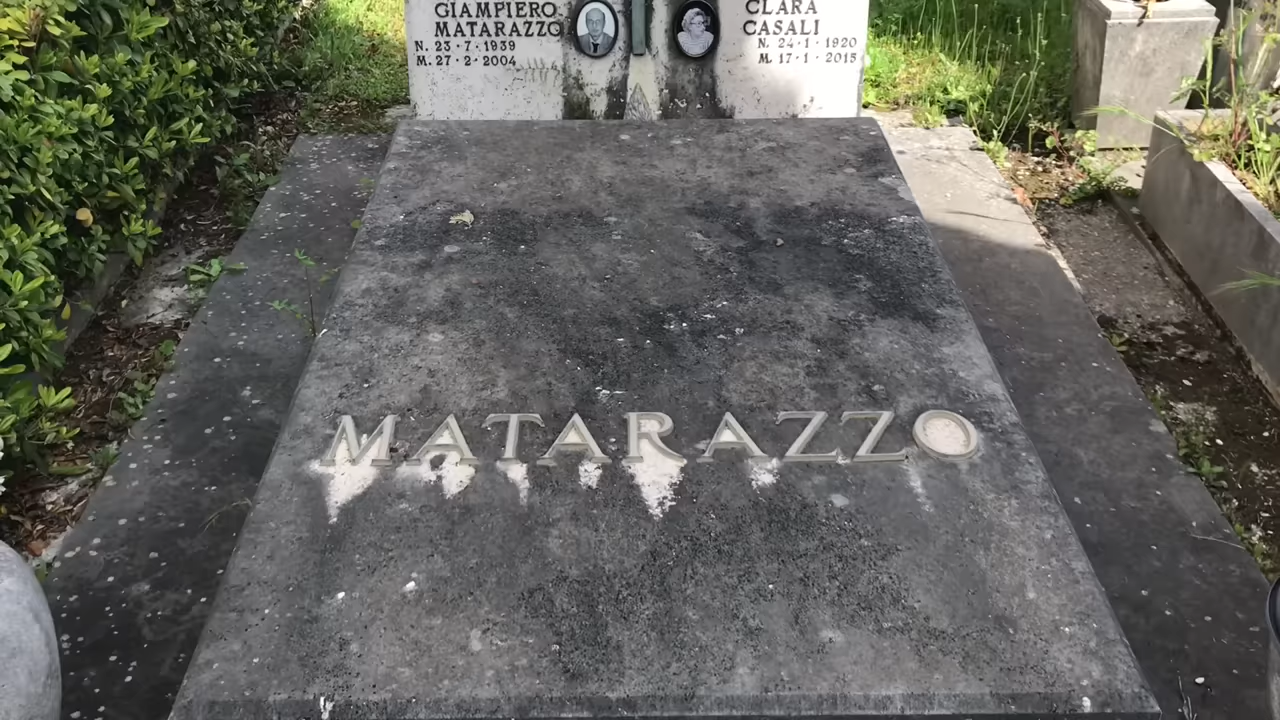 GIAMPIERO
MATARAZZO
N. 23·7·1939
M. 27·2·2004
CLARA
CASALI
N. 24·1·1920
M. 17·1·2015
MATARAZZO